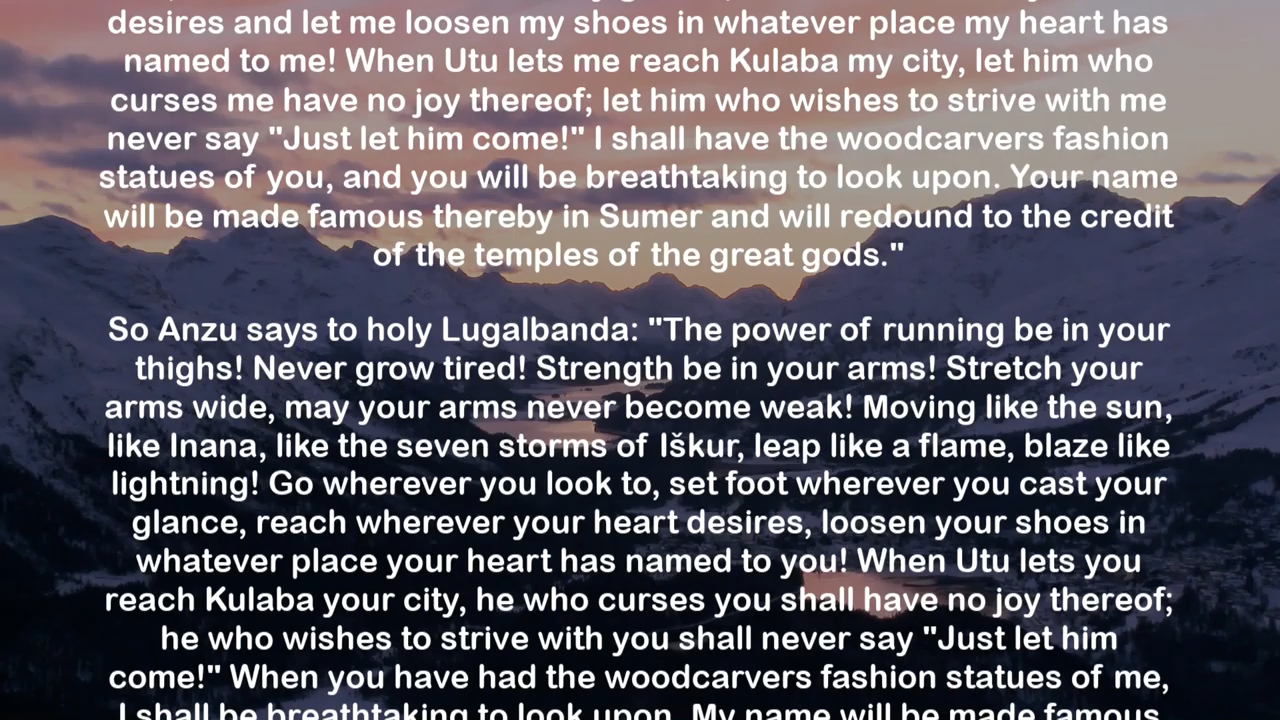 desires and let me loosen my shoes in whatever place my heart has
named to me! When Utu lets me reach Kulaba my city, let him who
curses me have no joy thereof; let him who wishes to strive with me
never say "Just let him come!" I shall have the woodcarvers fashion
statues of you, and you will be breathtaking to look upon. Your name
will be made famous thereby in Sumer and will redound to the credit
of the temples of the great gods."
So Anzu says to holy Lugalbanda: "The power of running be in your
thighs! Never grow tired! Strength be in your arms! Stretch your
arms wide, may your arms never become weak! Moving like the sun,
like Inana, like the seven storms of Iškur, leap like a flame, blaze like
lightning! Go wherever you look to, set foot wherever you cast your
glance, reach wherever your heart desires, loosen your shoes in
whatever place your heart has named to you! When Utu lets you
reach Kulaba your city, he who curses you shall have no joy thereof;
he who wishes to strive with you shall never say "Just let him
come!" When you have had the woodcarvers fashion statues of me,
I shall be breathtaking to look upon. My name will be made famous